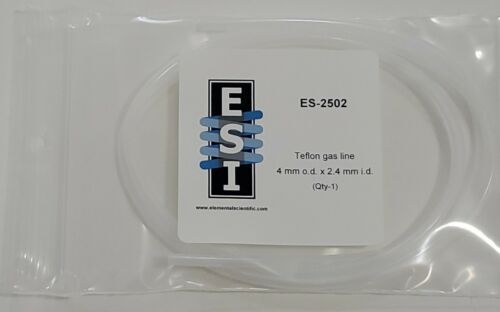 ESI
www.elementalscientific.com
ES-2502
Teflon gas line
4 mm o.d. x 2.4 mm i.d.
(Qty-1)